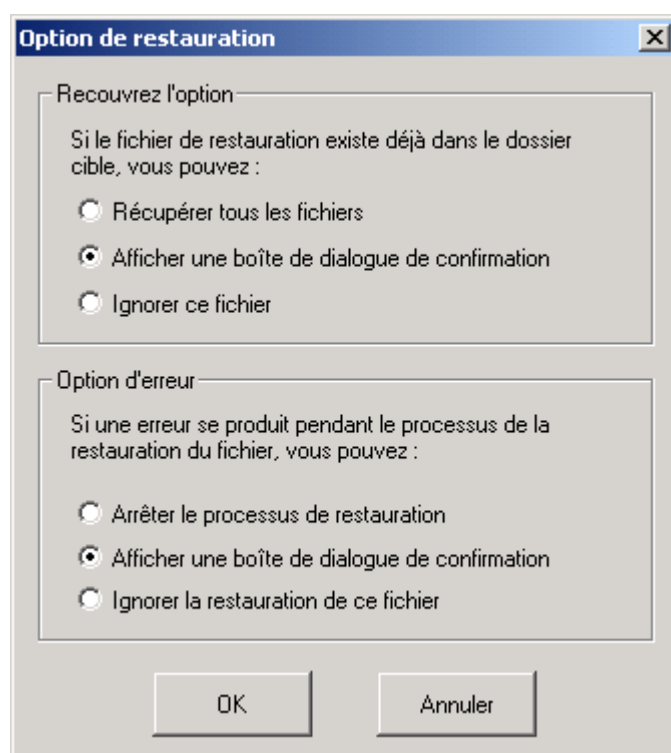 Option de restauration
Recouvrez l'option
Si le fichier de restauration existe déjà dans le dossier
cible, vous pouvez :
Récupérer tous les fichiers
Afficher une boîte de dialogue de confirmation
Ignorer ce fichier
Option d'erreur
Si une erreur se produit pendant le processus de la
restauration du fichier, vous pouvez :
Arrêter le processus de restauration
Afficher une boîte de dialogue de confirmation
Ignorer la restauration de ce fichier
OK
Annuler